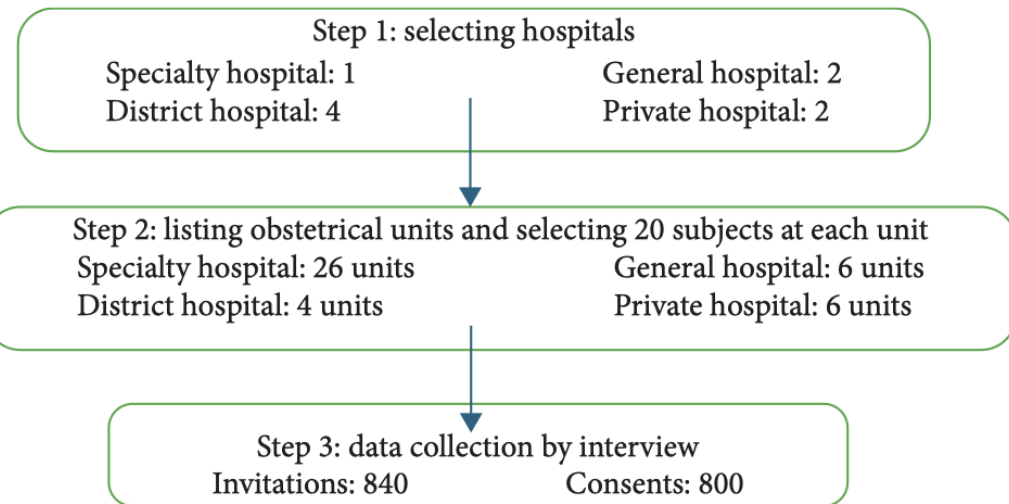 Step 1: selecting hospitals
Specialty hospital: 1 General hospital: 2
District hospital: 4 Private hospital: 2
Step 2: listing obstetrical units and selecting 20 subjects at each unit
Specialty hospital: 26 units General hospital: 6 units
District hospital: 4 units Private hospital: 6 units
Step 3: data collection by interview
Invitations: 840 Consents: 800